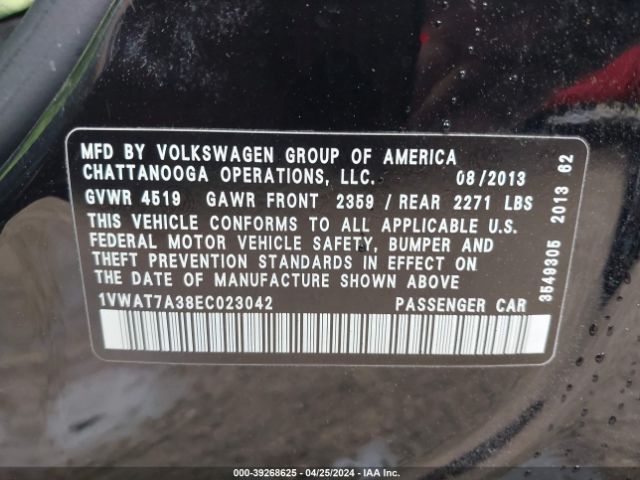 MFD BY VOLKSWAGEN GROUP OF AMERICA
CHATTANOOGA OPERATIONS, LLC. 08/2013
GVWR 4519 GAWR FRONT 2359 / REAR 2271 LBS
THIS VEHICLE CONFORMS TO ALL APPLICABLE U.S.
FEDERAL MOTOR VEHICLE SAFETY, BUMPER AND
THEFT PREVENTION STANDARDS IN EFFECT ON
THE DATE OF MANUFACTURE SHOWN ABOVE
1VWAT7A38EC023042 PASSENGER CAR
3549305 2013 62
000-39268625 - 04/25/2024 - IAA Inc.